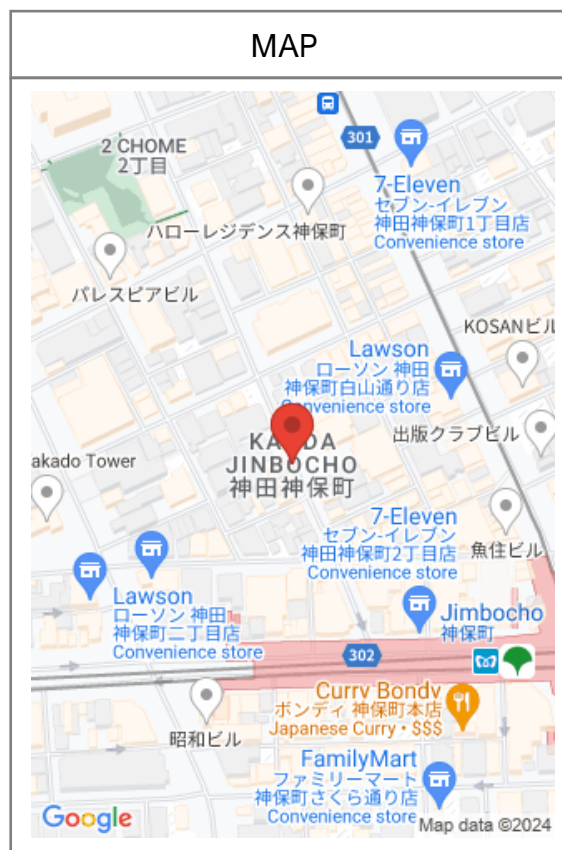 MAP
2 CHOME
2丁目
301
7-Eleven
セブン-イレブン
神田神保町1丁目店
Convenience store
ハローレジデンス神保町
パレスピアビル
KOSANビル
Lawson
ローソン 神田
神保町白山通り店
Convenience store
出版クラブビル
JINBOCHO
神田神保町
akado Tower
7-Eleven
セブン-イレブン
神田神保町2丁目店
Convenience store
魚住ビル
Lawson
ローソン 神田
神保町二丁目店
Convenience store
Jimbocho
神保町
302
Curry Bondy
ボンディ 神保町本店
Japanese Curry • $$$
昭和ビル
FamilyMart
ファミリーマート
神保町さくら通り店
Convenience store
Google
Map data ©2024